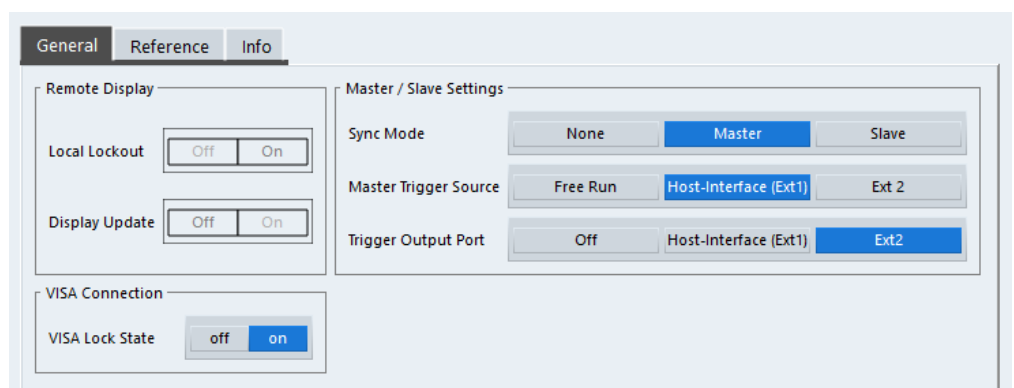 General Reference Info
Remote Display
Local Lockout Off On
Display Update Off On
Master / Slave Settings
Sync Mode None Master Slave
Master Trigger Source Free Run Host-Interface (Ext1) Ext 2
Trigger Output Port Off Host-Interface (Ext1) Ext2
VISA Connection
VISA Lock State off on